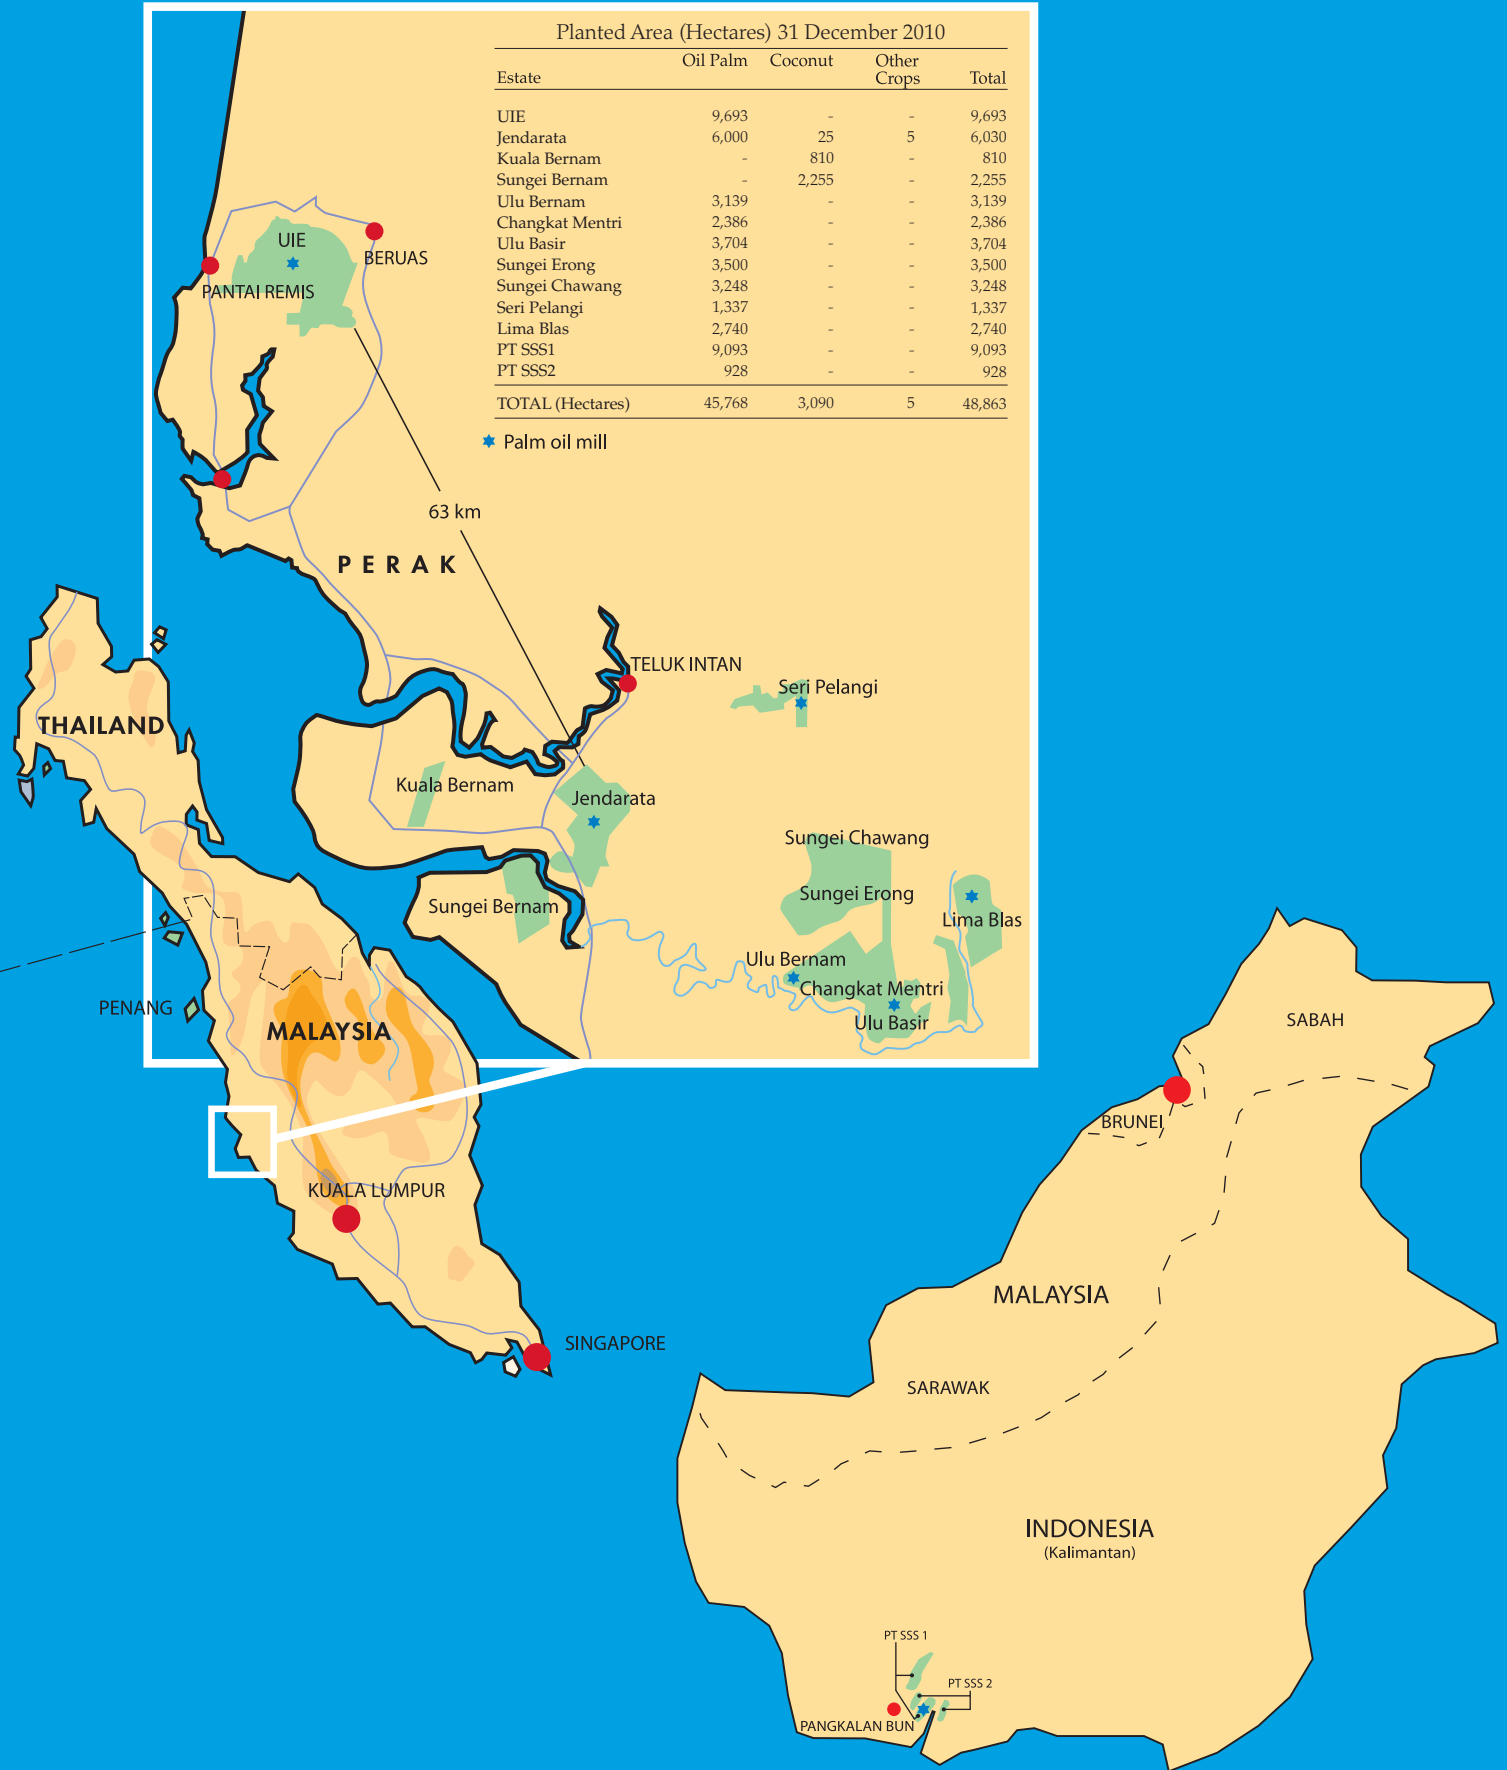 Planted Area (Hectares) 31 December 2010
Estate Oil Palm Coconut Other Crops Total
UIE 9,693 - - 9,693
Jendarata 6,000 25 5 6,030
Kuala Bernam - 810 - 810
Sungei Bernam - 2,255 - 2,255
Ulu Bernam 3,139 - - 3,139
Changkat Mentri 2,386 - - 2,386
Ulu Basir 3,704 - - 3,704
Sungei Erong 3,500 - - 3,500
Sungei Chawang 3,248 - - 3,248
Seri Pelangi 1,337 - - 1,337
Lima Blas 2,740 - - 2,740
PT SSS1 9,093 - - 9,093
PT SSS2 928 - - 928
TOTAL (Hectares) 45,768 3,090 5 48,863
Palm oil mill
UIE
BERUAS
PANTAI REMIS
63 km
PERAK
TELUK INTAN
Seri Pelangi
THAILAND
Kuala Bernam
Jendarata
Sungei Chawang
Sungei Erong
Sungei Bernam
Lima Blas
Ulu Bernam
Changkat Mentri
Ulu Basir
PENANG
MALAYSIA
KUALA LUMPUR
SINGAPORE
SABAH
BRUNEI
MALAYSIA
SARAWAK
INDONESIA
(Kalimantan)
PT SSS 1
PT SSS 2
PANGKALAN BUN